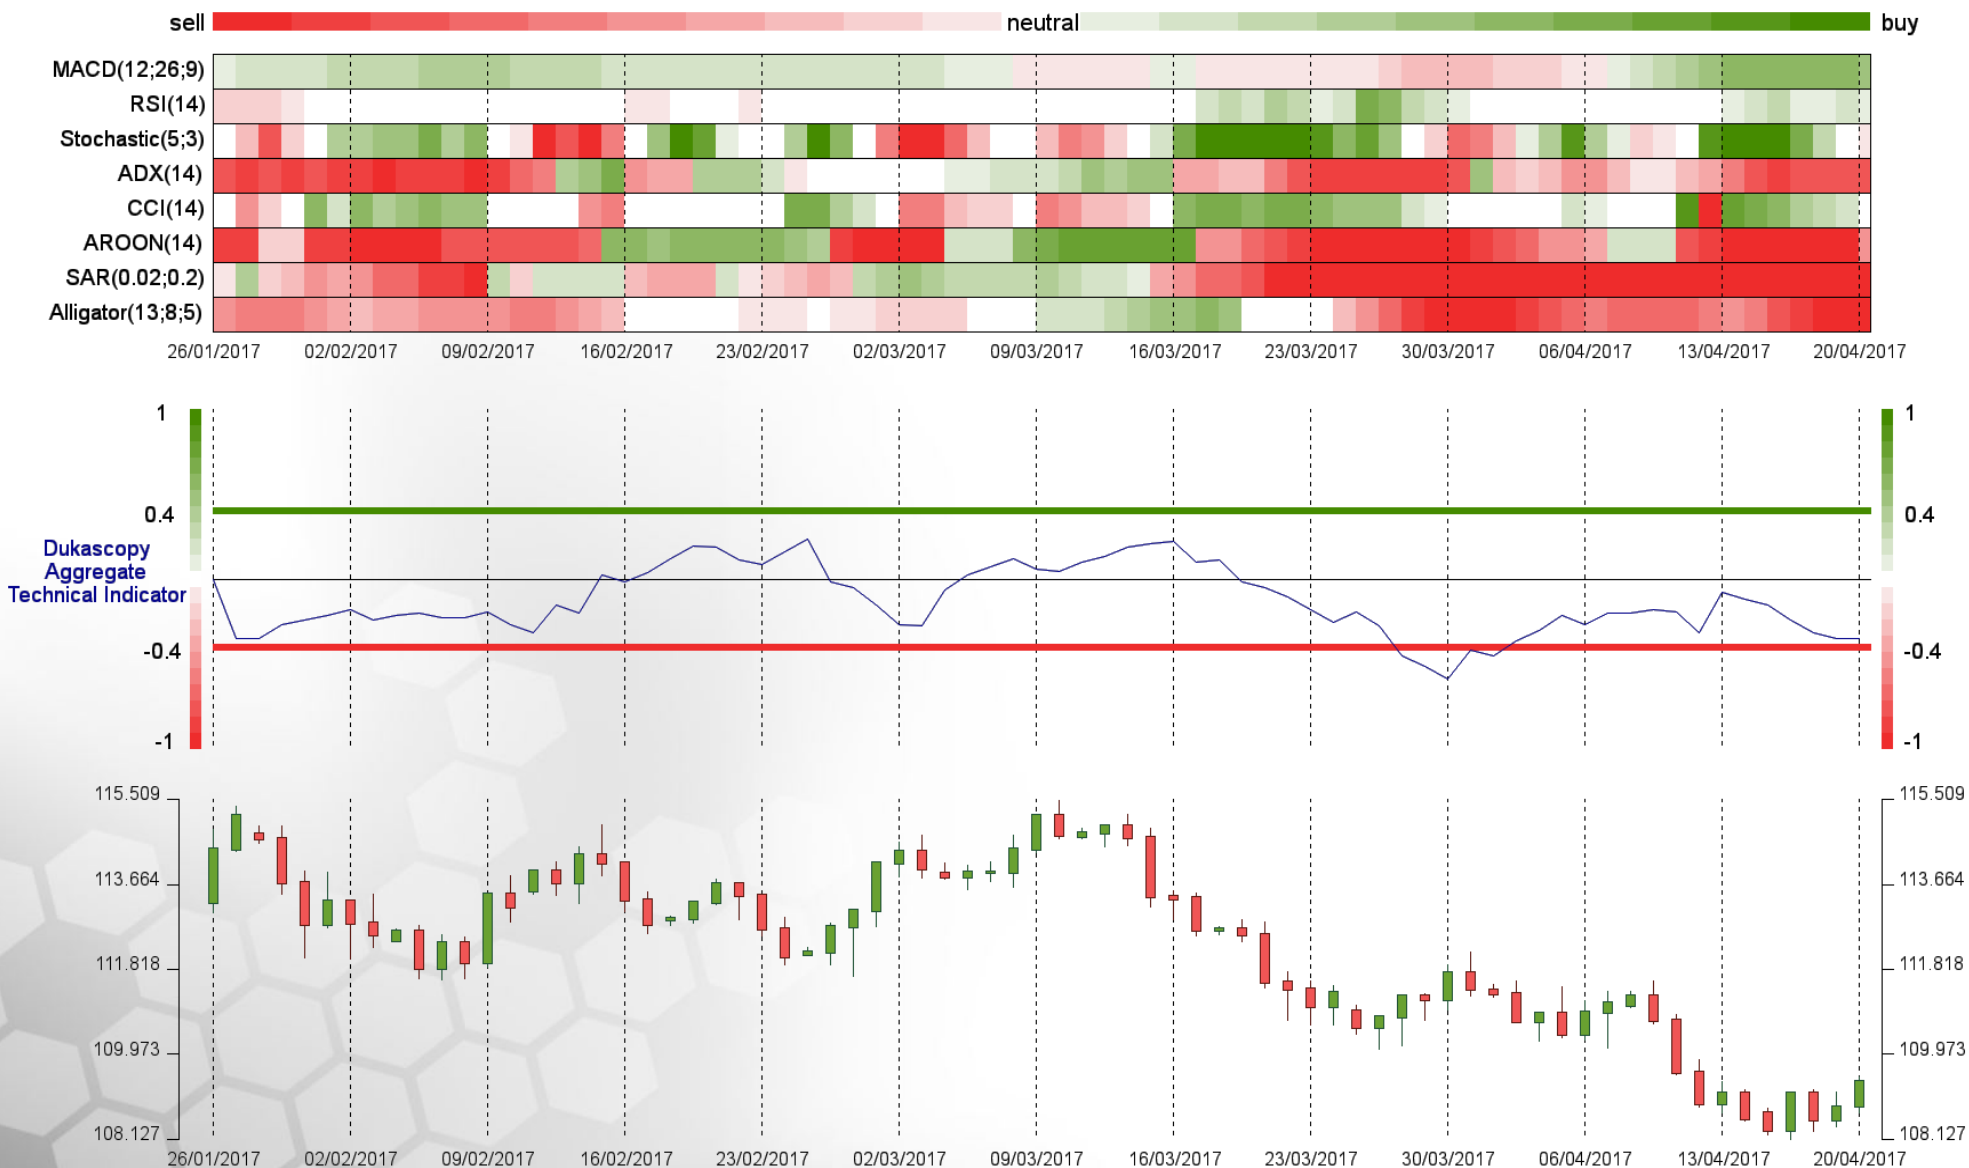 sell neutral buy
MACD(12;26;9)
RSI(14)
Stochastic(5;3)
ADX(14)
CCI(14)
AROON(14)
SAR(0.02;0.2)
Alligator(13;8;5)
26/01/2017 02/02/2017 09/02/2017 16/02/2017 23/02/2017 02/03/2017 09/03/2017 16/03/2017 23/03/2017 30/03/2017 06/04/2017 13/04/2017 20/04/2017
1 1
0.4 0.4
Dukascopy
Aggregate
Technical Indicator
-0.4 -0.4
-1 -1
115.509 115.509
113.664 113.664
111.818 111.818
109.973 109.973
108.127 108.127
26/01/2017 02/02/2017 09/02/2017 16/02/2017 23/02/2017 02/03/2017 09/03/2017 16/03/2017 23/03/2017 30/03/2017 06/04/2017 13/04/2017 20/04/2017